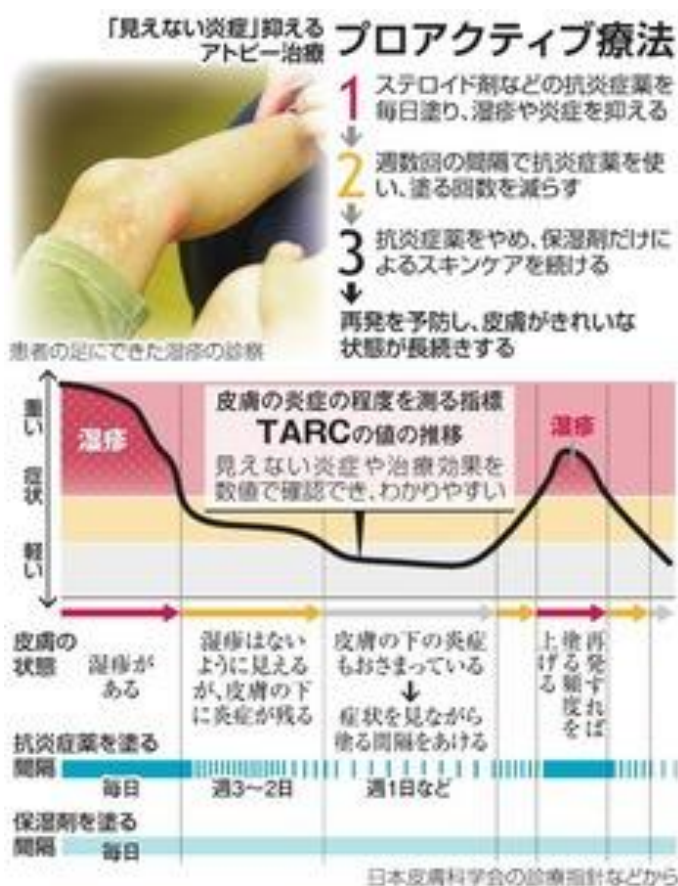 「見えない炎症」抑える
アトピー治療
プロアクティブ療法
1 ステロイド剤などの抗炎症薬を
毎日塗り、湿疹や炎症を抑える
2 週数回の間隔で抗炎症薬を使
い、塗る回数を減らす
3 抗炎症薬をやめ、保湿剤だけに
よるスキンケアを続ける
再発を予防し、皮膚がきれいな
状態が長続きする
患者の足にできた湿疹の診察
重い
症状
軽い
湿疹
皮膚の炎症の程度を測る指標
TARCの値の推移
見えない炎症や治療効果を
数値で確認でき、わかりやすい
湿疹
皮膚の
状態
湿疹が
ある
湿疹はない
ように見える
が、皮膚の下
に炎症が残る
皮膚の下の炎症
もおさまっている
症状を見ながら
塗る間隔をあける
再発すれば
塗る頻度を
上げる
抗炎症薬を塗る
間隔
毎日
週3〜2日
週1日など
保湿剤を塗る
間隔
毎日
日本皮膚科学会の診療指針などから